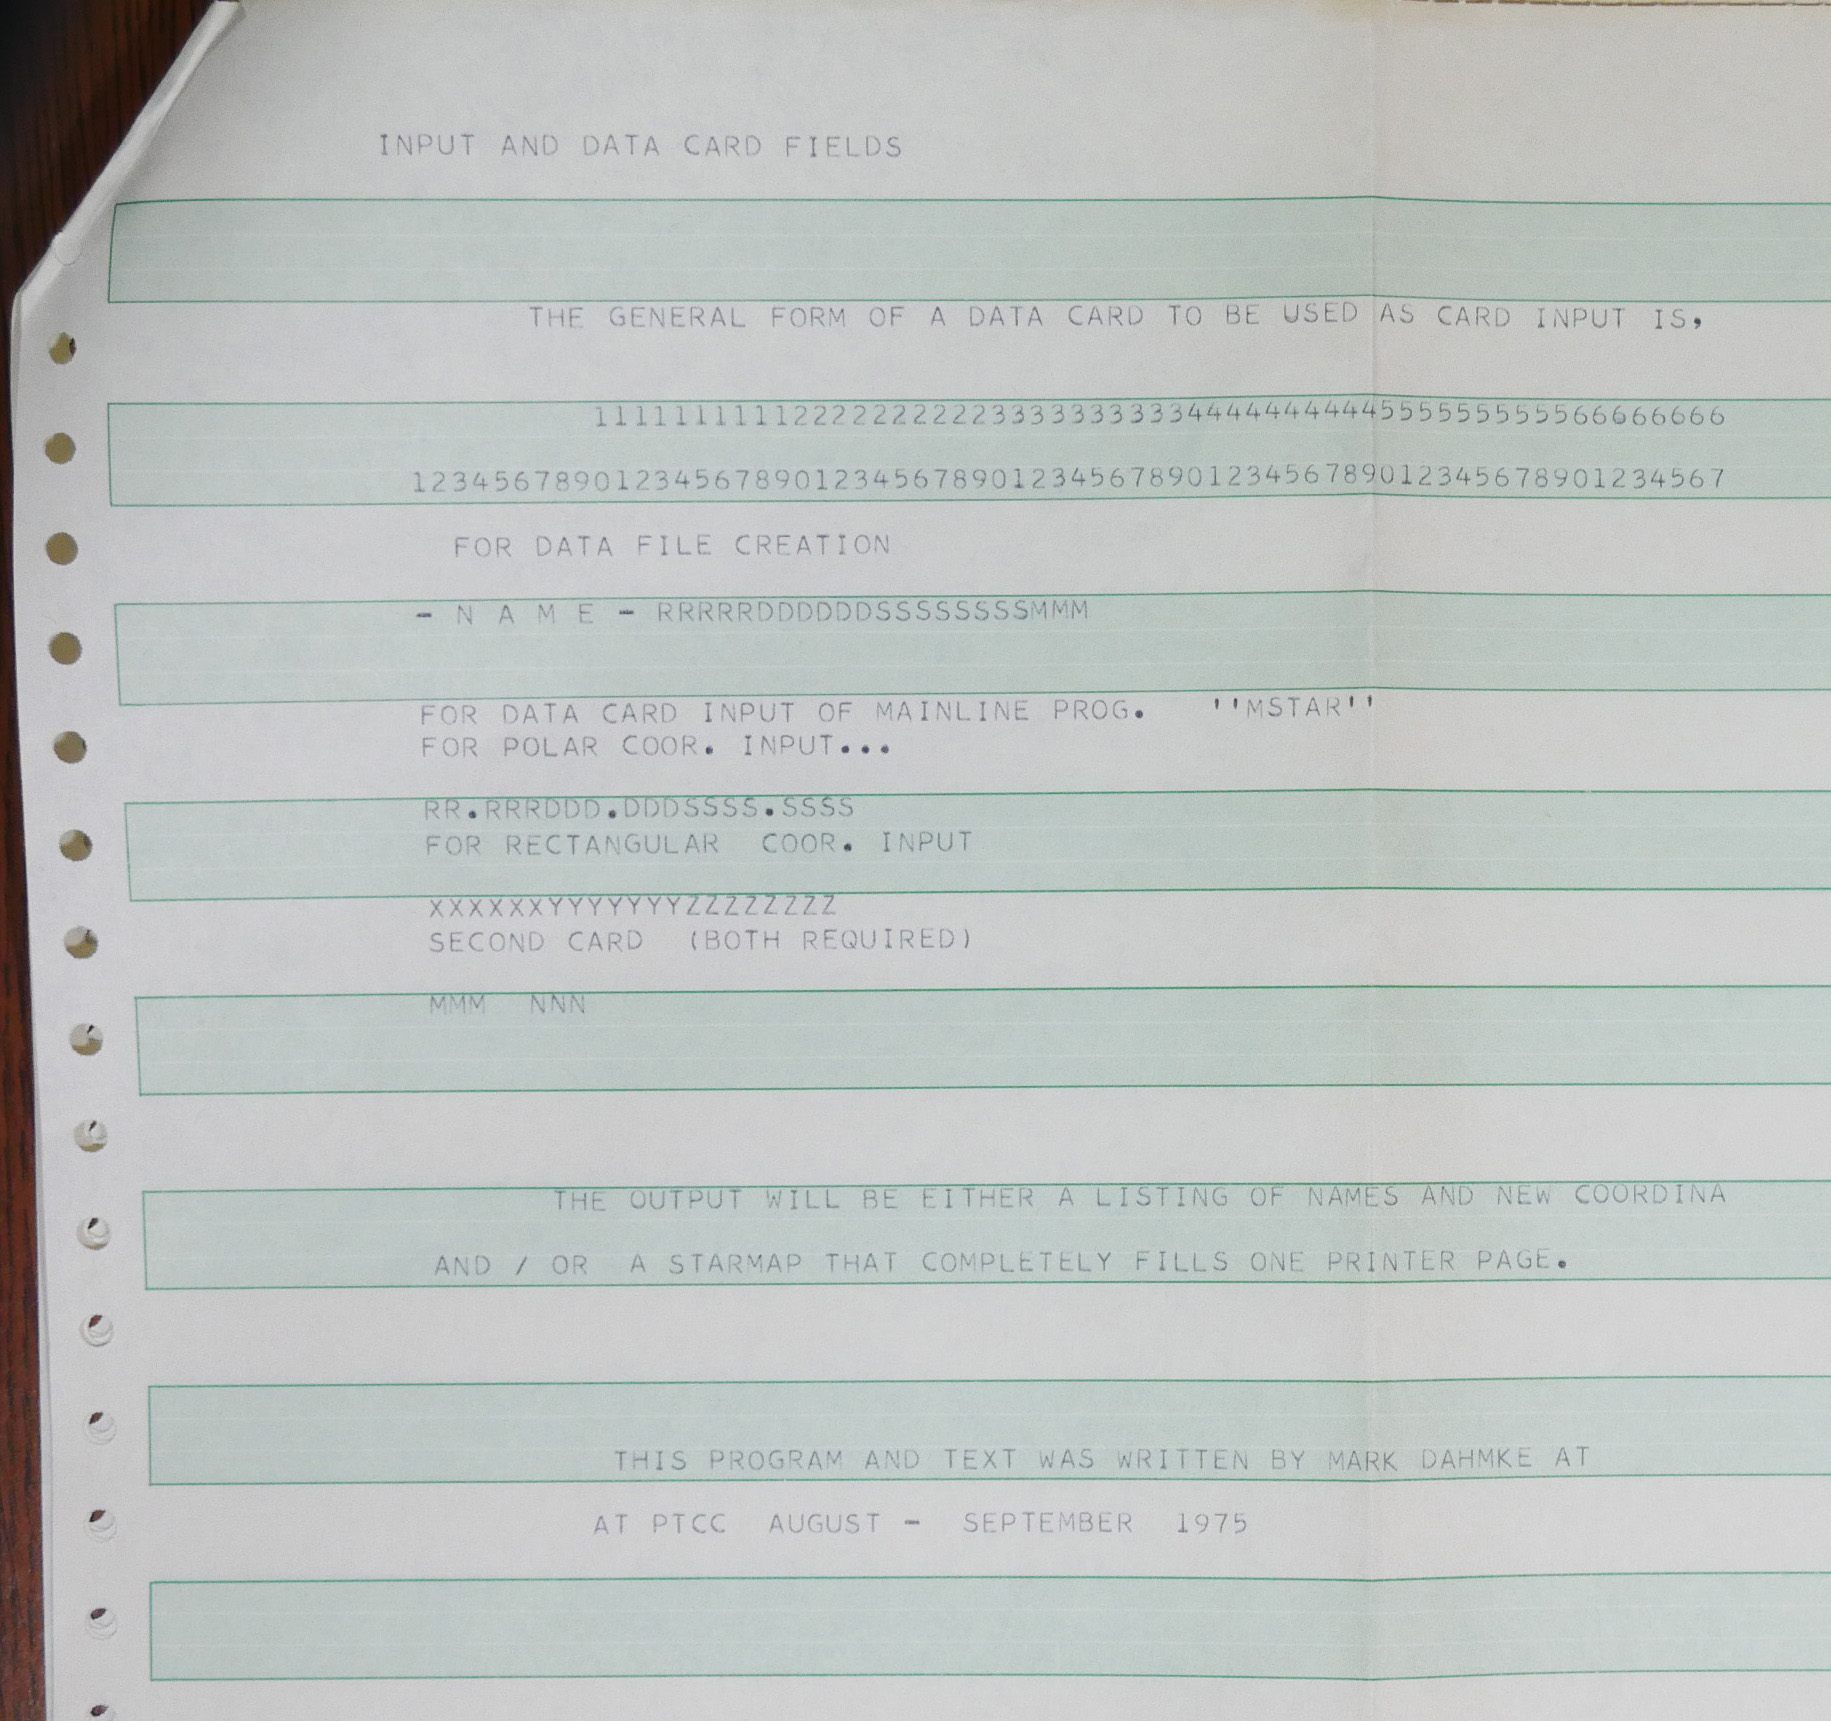 INPUT AND DATA CARD FIELDS
THE GENERAL FORM OF A DATA CARD TO BE USED AS CARD INPUT IS,
1111111111222222222233333333334444444444555555555566666666
1234567890123456789012345678901234567890123456789012345678901234567
FOR DATA FILE CREATION
- N A M E - RRRRRDDDDDDSSSSSSSSMMM
FOR DATA CARD INPUT OF MAINLINE PROG. ''MSTAR''
FOR POLAR COOR. INPUT...
RR.RRRDDD.DDDSSSS.SSSS
FOR RECTANGULAR COOR. INPUT
XXXXXXYYYYYYYZZZZZZZZ
SECOND CARD (BOTH REQUIRED)
MMM NNN
THE OUTPUT WILL BE EITHER A LISTING OF NAMES AND NEW COORDINA
AND / OR A STARMAP THAT COMPLETELY FILLS ONE PRINTER PAGE.
THIS PROGRAM AND TEXT WAS WRITTEN BY MARK DAHMKE AT
AT PTCC AUGUST - SEPTEMBER 1975